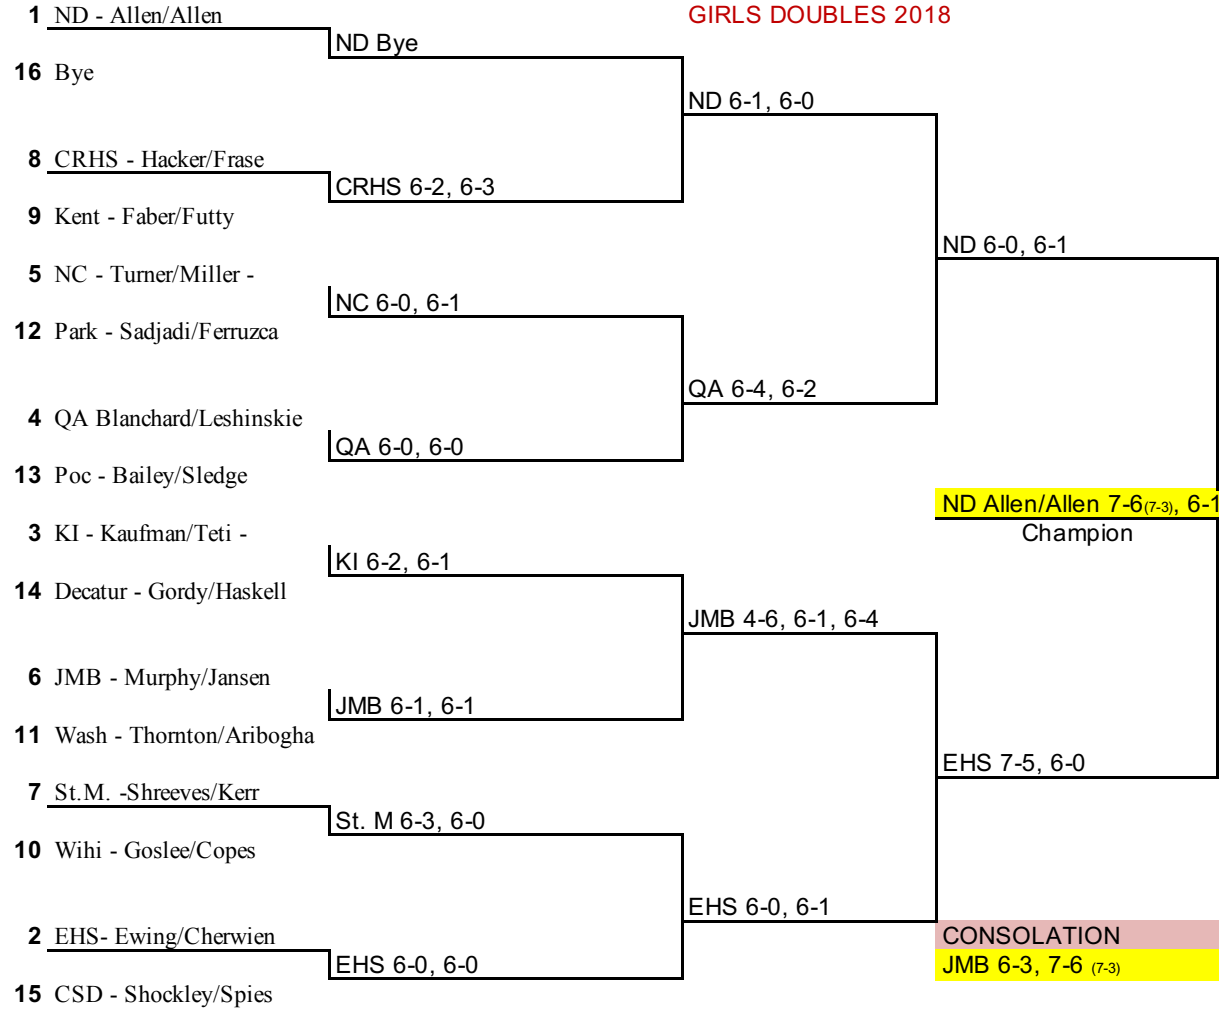 1 ND - Allen/Allen
GIRLS DOUBLES 2018
ND Bye
16 Bye
ND 6-1, 6-0
8 CRHS - Hacker/Frase
CRHS 6-2, 6-3
9 Kent - Faber/Futty
ND 6-0, 6-1
5 NC - Turner/Miller -
NC 6-0, 6-1
12 Park - Sadjadi/Ferruzca
QA 6-4, 6-2
4 QA Blanchard/Leshinskie
QA 6-0, 6-0
13 Poc - Bailey/Sledge
ND Allen/Allen 7-6(7-3), 6-1
3 KI - Kaufman/Teti -
Champion
KI 6-2, 6-1
14 Decatur - Gordy/Haskell
JMB 4-6, 6-1, 6-4
6 JMB - Murphy/Jansen
JMB 6-1, 6-1
11 Wash - Thornton/Aribogha
EHS 7-5, 6-0
7 St.M. -Shreeves/Kerr
St. M 6-3, 6-0
10 Wihi - Goslee/Copes
EHS 6-0, 6-1
2 EHS- Ewing/Cherwien
CONSOLATION
EHS 6-0, 6-0
JMB 6-3, 7-6 (7-3)
15 CSD - Shockley/Spies